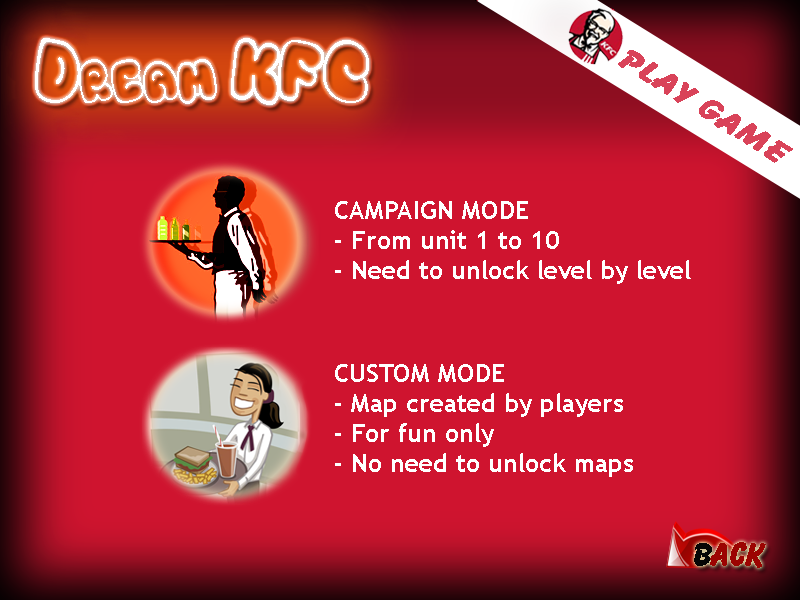 DREAM KFC
KFC
PLAY GAME
CAMPAIGN MODE
- From unit 1 to 10
- Need to unlock level by level
CUSTOM MODE
- Map created by players
- For fun only
- No need to unlock maps
BACK